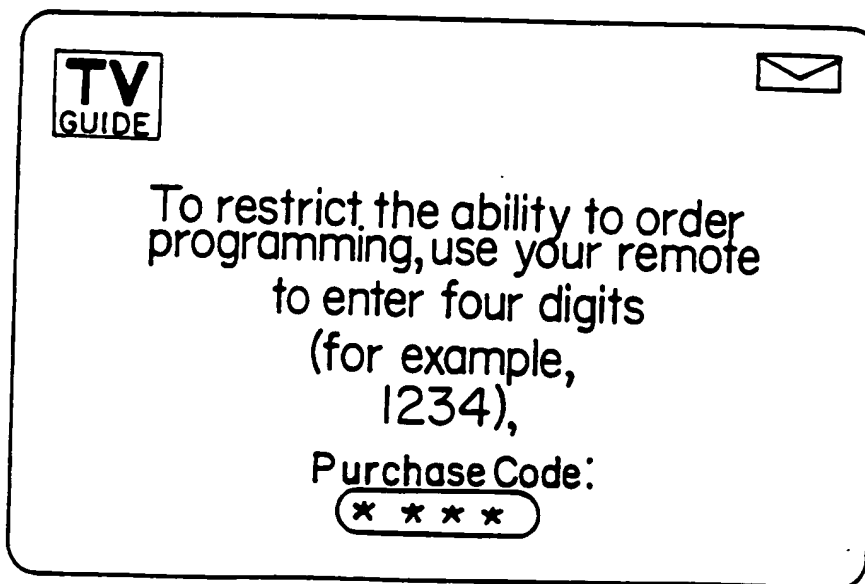 TV
GUIDE
To restrict the ability to order
programming, use your remote
to enter four digits
(for example,
1234),
Purchase Code:
* * * *